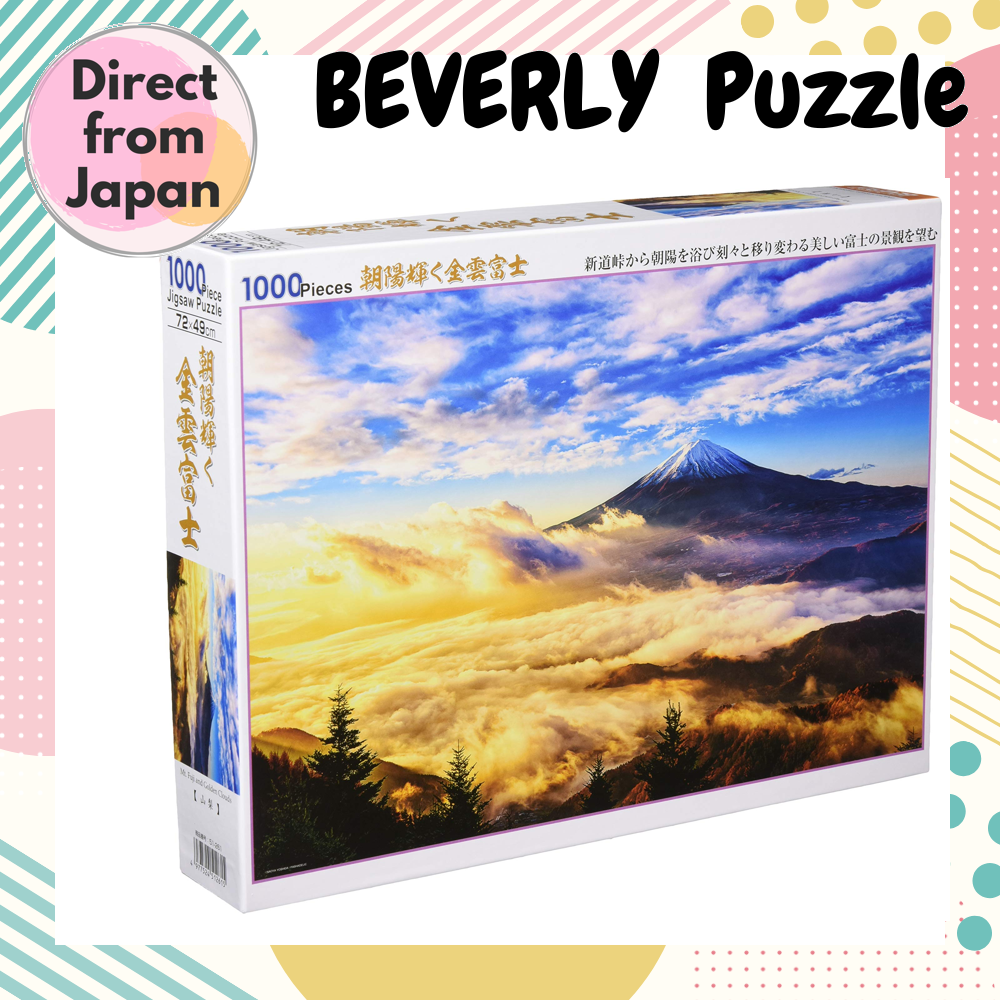 Direct
from
Japan
BEVERLY Puzzle
1000Piece
Jigsaw Puzzle
72×49cm
朝陽輝く
金雲富士
Mt. Fuji and Golden Clouds
【山梨】
1000Pieces 朝陽輝く金雲富士
新道峠から朝陽を浴び刻々と移り変わる美しい富士の景観を望む